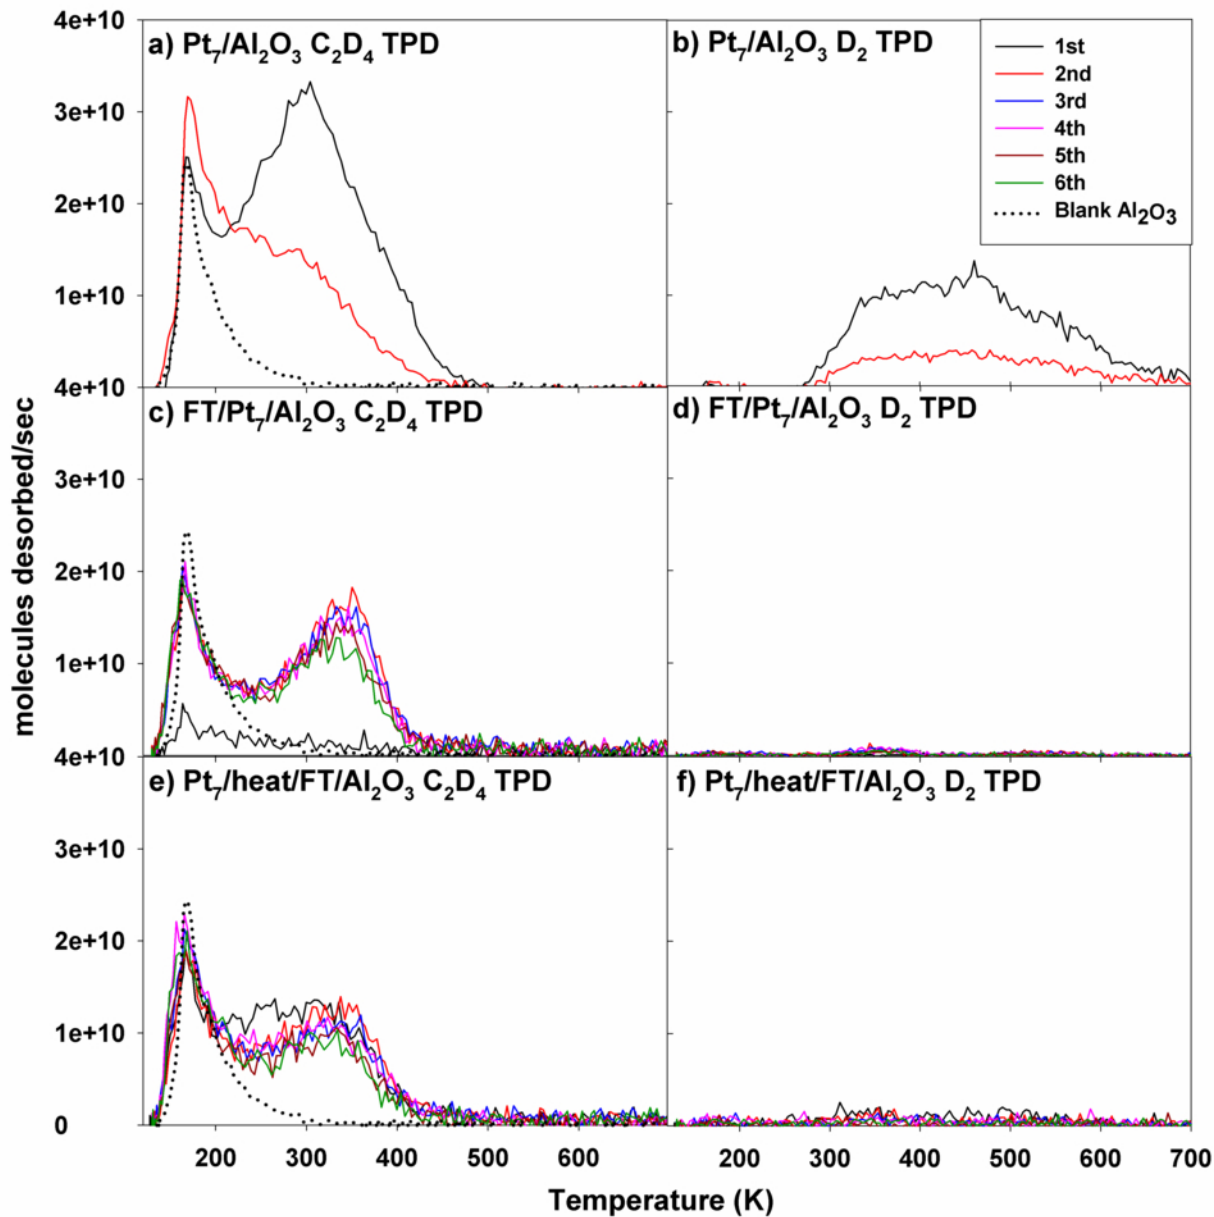 4e+10
a) Pt₇/Al₂O₃ C₂D₄ TPD
b) Pt₇/Al₂O₃ D₂ TPD
1st
2nd
3rd
4th
5th
6th
Blank Al₂O₃
3e+10
2e+10
1e+10
4e+10
c) FT/Pt₇/Al₂O₃ C₂D₄ TPD
d) FT/Pt₇/Al₂O₃ D₂ TPD
3e+10
2e+10
1e+10
molecules desorbed/sec
4e+10
e) Pt₇/heat/FT/Al₂O₃ C₂D₄ TPD
f) Pt₇/heat/FT/Al₂O₃ D₂ TPD
3e+10
2e+10
1e+10
0
200 300 400 500 600 200 300 400 500 600 700
Temperature (K)